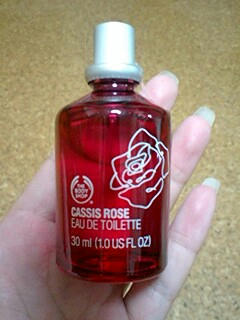 THE
BODY
SHOP
CASSIS ROSE
EAU DE TOILETTE
30 ml (1.0 US FL OZ)